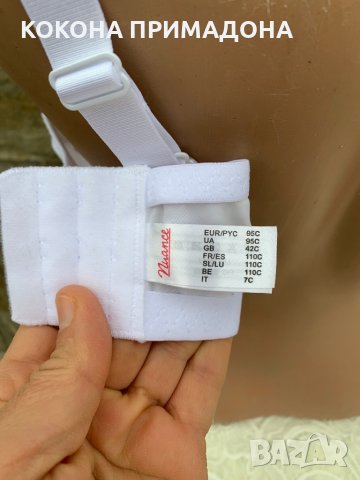 КОКОНА ПРИМАДОНА
Nuance
EUR/РУС 95C
UA 95C
GB 42C
FR/ES 110C
SL/LU 110C
BE 110C
IT 7C
BAZAR